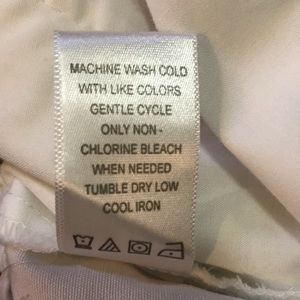 MACHINE WASH COLD
WITH LIKE COLORS
GENTLE CYCLE
ONLY NON -
CHLORINE BLEACH
WHEN NEEDED
TUMBLE DRY LOW
COOL IRON